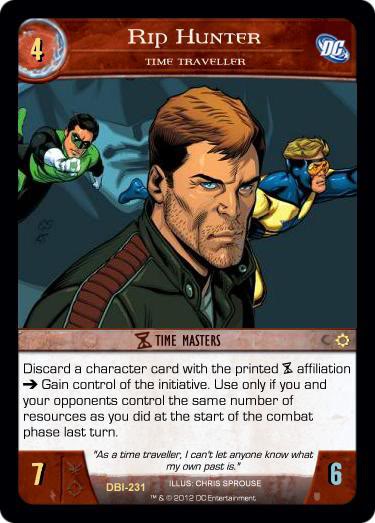 4
RIP HUNTER
TIME TRAVELLER
DC
TIME MASTERS
Discard a character card with the printed affiliation
➔ Gain control of the initiative. Use only if you and
your opponents control the same number of
resources as you did at the start of the combat
phase last turn.
"As a time traveller, I can't let anyone know what
my own past is."
7
DBI-231
ILLUS: CHRIS SPROUSE
™ & © 2012 DC Entertainment
6